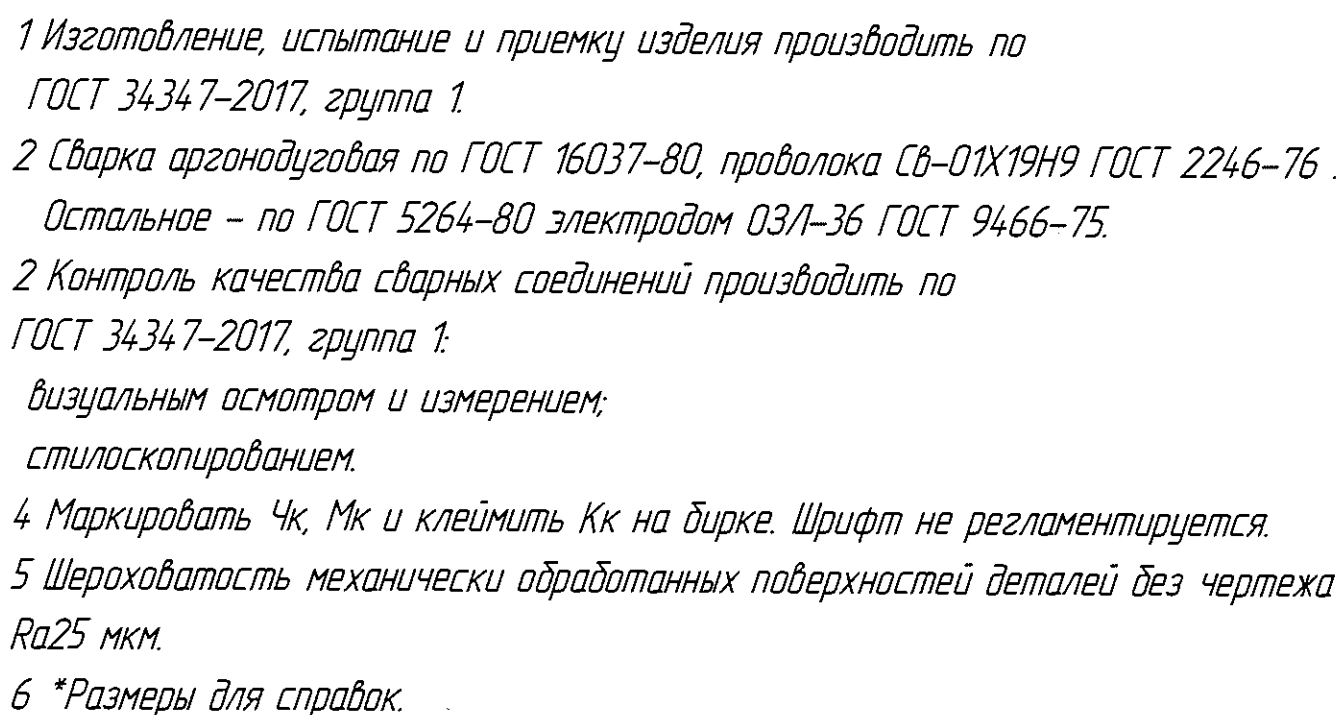 1 Изготовление, испытание и приемку изделия производить по
ГОСТ 34347-2017, группа 1.
2 Сварка аргонодуговая по ГОСТ 16037-80, проволока Св-01Х19Н9 ГОСТ 2246-76 .
Остальное - по ГОСТ 5264-80 электродом ОЗЛ-36 ГОСТ 9466-75.
2 Контроль качества сварных соединений производить по
ГОСТ 34347-2017, группа 1:
визуальным осмотром и измерением;
стилоскопированием.
4 Маркировать Чк, Мк и клеймить Кк на бирке. Шрифт не регламентируется.
5 Шероховатость механически обработанных поверхностей деталей без чертежа
Ra25 мкм.
6 *Размеры для справок.